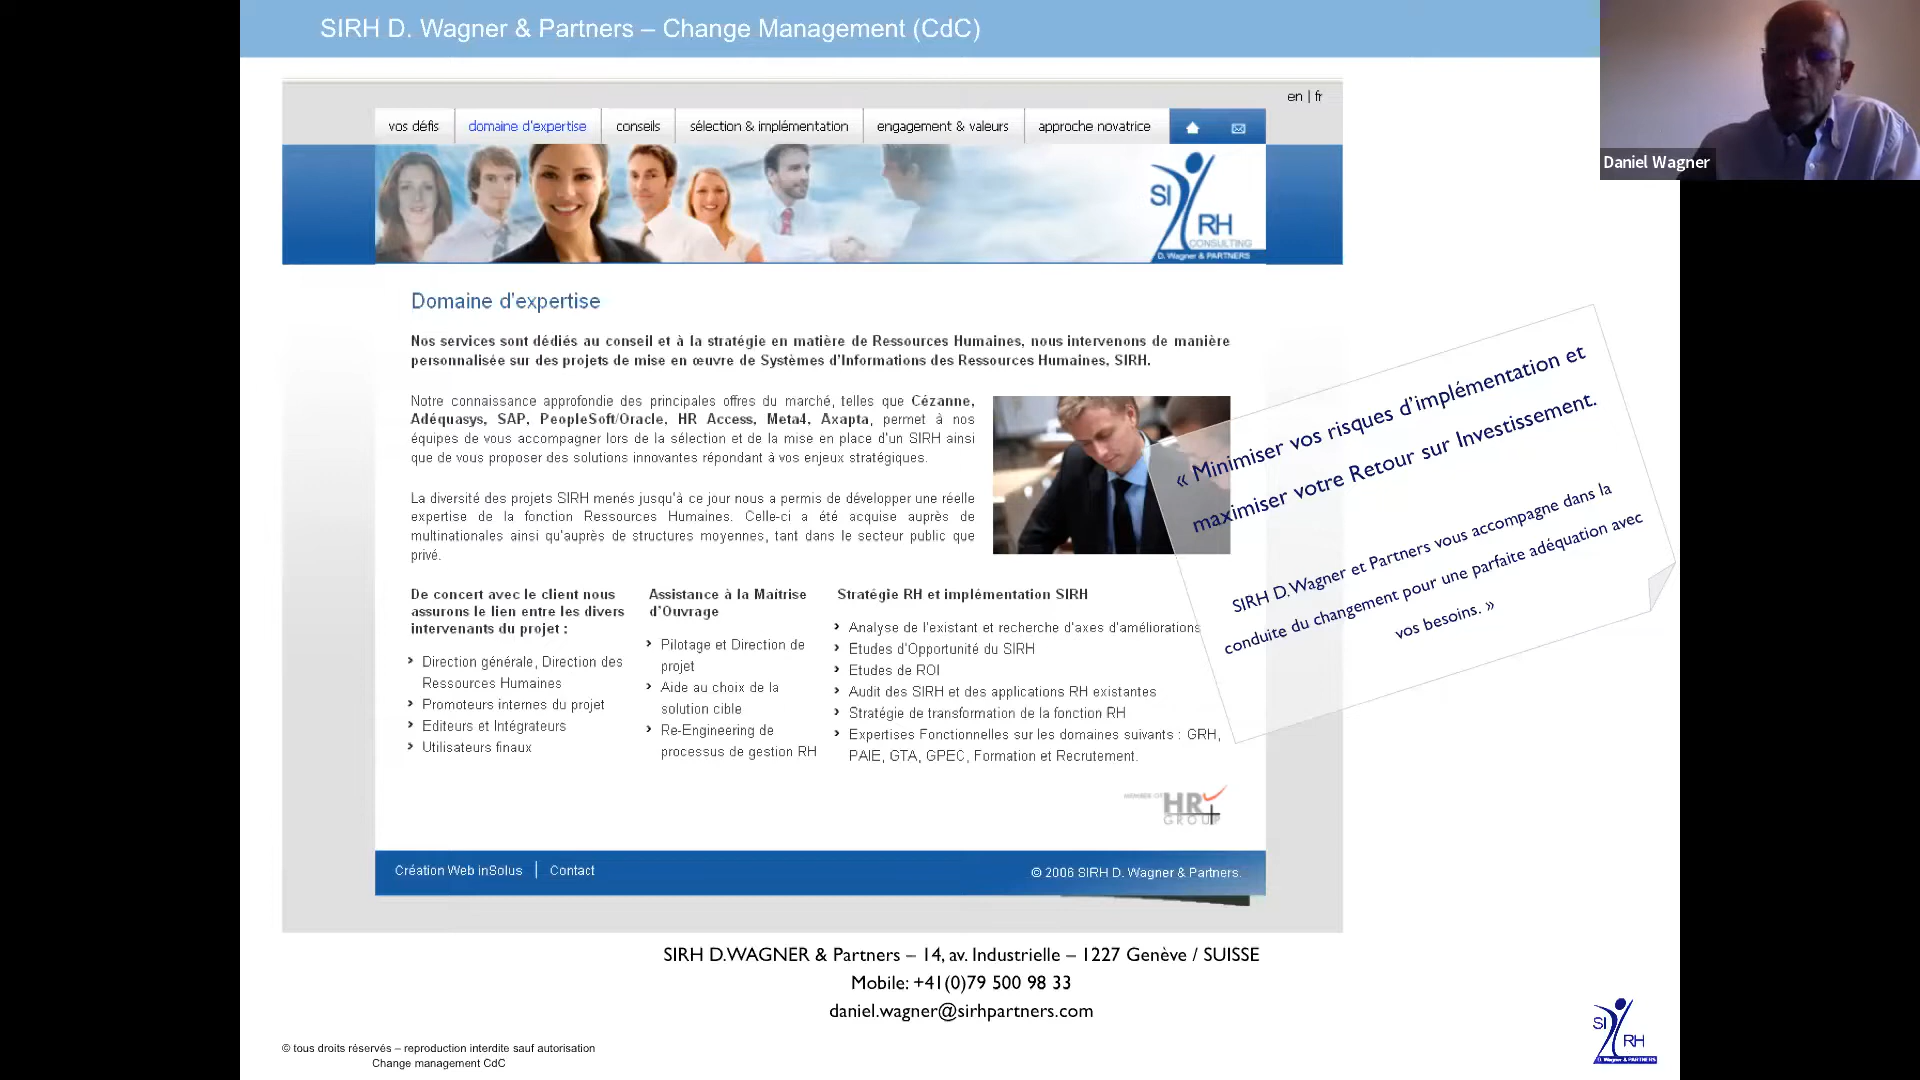 SIRH D. Wagner & Partners – Change Management (CdC)
Daniel Wagner
en | fr
vos défis
domaine d'expertise
conseils
sélection & implémentation
engagement & valeurs
approche novatrice
SI
RH
CONSULTING
D. Wagner & PARTNERS
Domaine d'expertise
Nos services sont dédiés au conseil et à la stratégie en matière de Ressources Humaines, nous intervenons de manière
personnalisée sur des projets de mise en œuvre de Systèmes d'Informations des Ressources Humaines, SIRH.
Notre connaissance approfondie des principales offres du marché, telles que Cézanne,
Adéquasys, SAP, PeopleSoft/Oracle, HR Access, Meta4, Axapta, permet à nos
équipes de vous accompagner lors de la sélection et de la mise en place d'un SIRH ainsi
que de vous proposer des solutions innovantes répondant à vos enjeux stratégiques.
La diversité des projets SIRH menés jusqu'à ce jour nous a permis de développer une réelle
expertise de la fonction Ressources Humaines. Celle-ci a été acquise auprès de
multinationales ainsi qu'auprès de structures moyennes, tant dans le secteur public que
privé.
« Minimiser vos risques d'implémentation et
maximiser votre Retour sur Investissement.
SIRH D.Wagner et Partners vous accompagne dans la
conduite du changement pour une parfaite adéquation avec
vos besoins. »
De concert avec le client nous
assurons le lien entre les divers
intervenants du projet :
Direction générale, Direction des
Ressources Humaines
Promoteurs internes du projet
Editeurs et Intégrateurs
Utilisateurs finaux
Assistance à la Maîtrise
d'Ouvrage
Pilotage et Direction de
projet
Aide au choix de la
solution cible
Re-Engineering de
processus de gestion RH
Stratégie RH et implémentation SIRH
Analyse de l'existant et recherche d'axes d'améliorations
Etudes d'Opportunité du SIRH
Etudes de ROI
Audit des SIRH et des applications RH existantes
Stratégie de transformation de la fonction RH
Expertises Fonctionnelles sur les domaines suivants : GRH,
PAIE, GTA, GPEC, Formation et Recrutement.
MEMBER OF HR
GROUP
Création Web inSolus | Contact
© 2006 SIRH D. Wagner & Partners.
SIRH D.WAGNER & Partners – 14, av. Industrielle – 1227 Genève / SUISSE
Mobile: +41(0)79 500 98 33
daniel.wagner@sirhpartners.com
© tous droits réservés – reproduction interdite sauf autorisation
Change management CdC
SI
RH
D. Wagner & PARTNERS